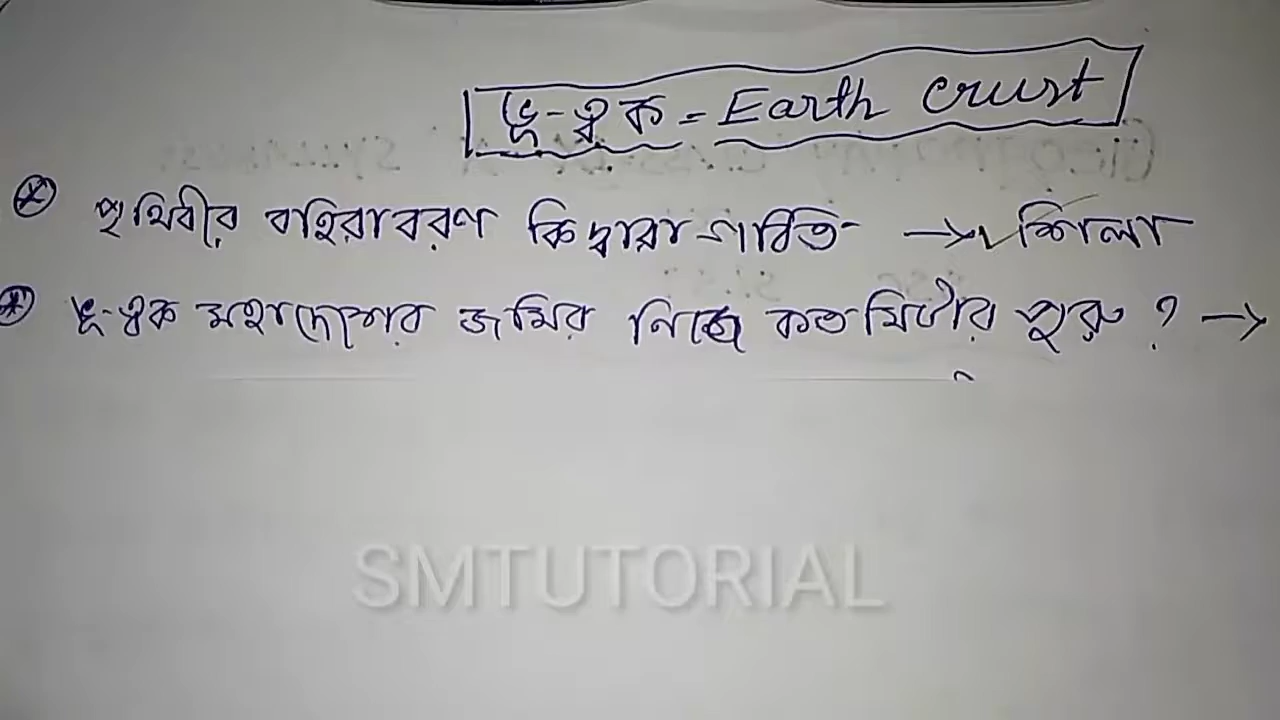 ভূ-ত্বক = Earth crust
পৃথিবীর বহিরাবরণ কি দ্বারা গঠিত → শিলা
ভূ-ত্বক মহাদেশের জমির নিচে কত মিটার পুরু ? →
SMTUTORIAL